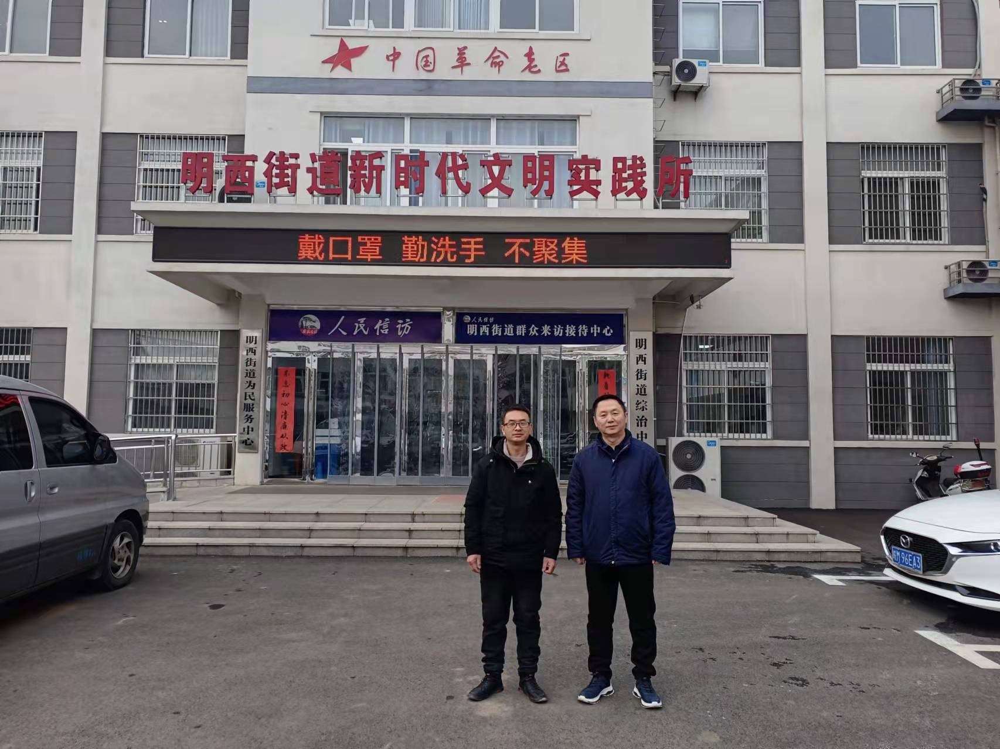 中国革命老区
明西街道新时代文明实践所
戴口罩 勤洗手 不聚集
人民信访
人民信访
明西街道群众来访接待中心
明西街道为民服务中心
明西街道综治中
不忘初心清廉从政
96EA3